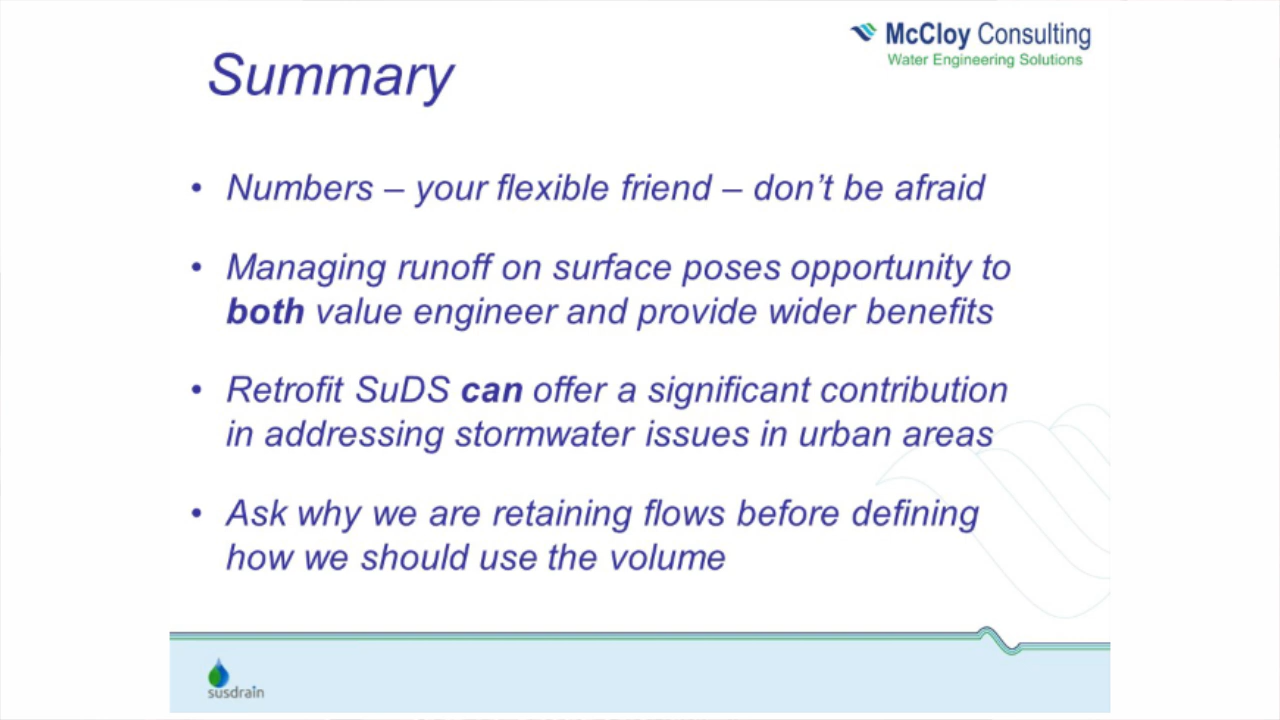 McCloy Consulting
Water Engineering Solutions
Summary
• Numbers – your flexible friend – don't be afraid
• Managing runoff on surface poses opportunity to
both value engineer and provide wider benefits
• Retrofit SuDS can offer a significant contribution
in addressing stormwater issues in urban areas
• Ask why we are retaining flows before defining
how we should use the volume
susdrain